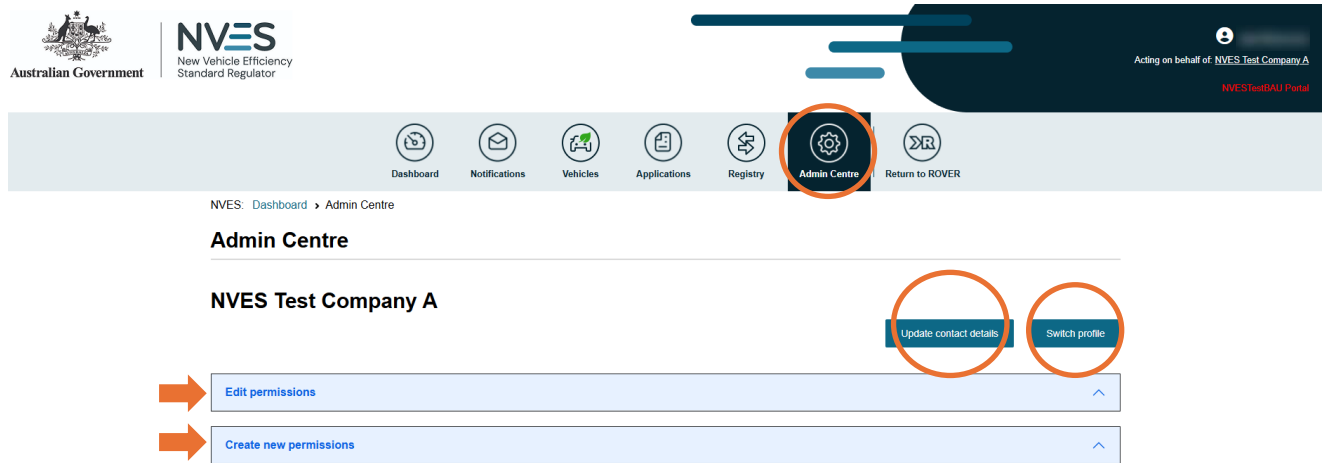 Australian Government
NVES
New Vehicle Efficiency
Standard Regulator
Acting on behalf of: NVES Test Company A
NVESTestBAU Portal
Dashboard
Notifications
Vehicles
Applications
Registry
Admin Centre
Return to ROVER
NVES: Dashboard > Admin Centre
Admin Centre
NVES Test Company A
Update contact details
Switch profile
Edit permissions
Create new permissions